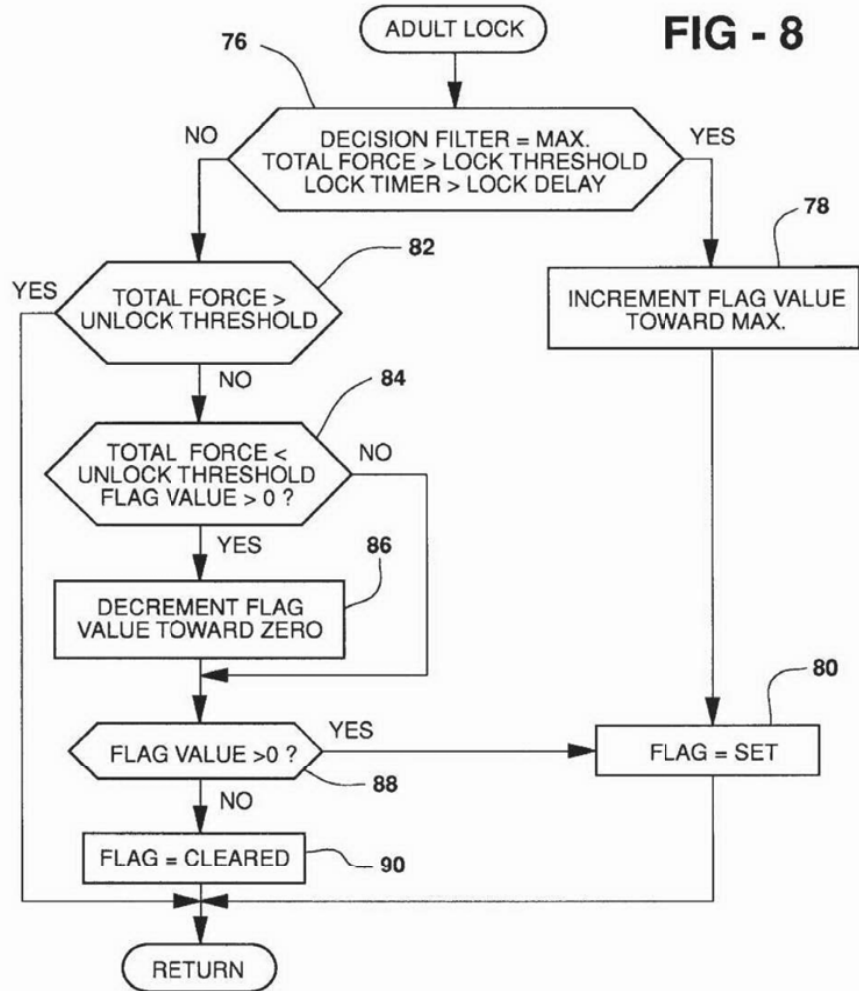 ADULT LOCK
FIG - 8
76
NO
DECISION FILTER = MAX.
TOTAL FORCE > LOCK THRESHOLD
LOCK TIMER > LOCK DELAY
YES
78
82
YES
TOTAL FORCE >
UNLOCK THRESHOLD
INCREMENT FLAG VALUE
TOWARD MAX.
NO
84
TOTAL FORCE <
UNLOCK THRESHOLD
FLAG VALUE > 0 ?
NO
YES
86
DECREMENT FLAG
VALUE TOWARD ZERO
80
FLAG VALUE >0 ?
YES
FLAG = SET
88
NO
FLAG = CLEARED
90
RETURN